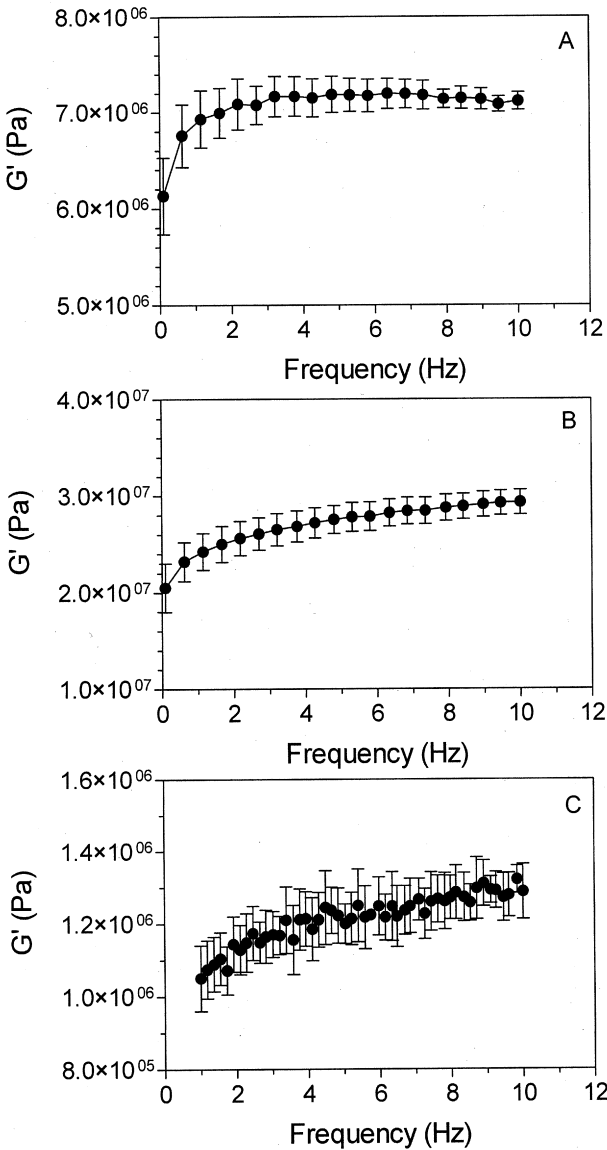 A
8.0×10⁰⁶
7.0×10⁰⁶
6.0×10⁰⁶
5.0×10⁰⁶
G' (Pa)
0 2 4 6 8 10 12
Frequency (Hz)
B
4.0×10⁰⁷
3.0×10⁰⁷
2.0×10⁰⁷
1.0×10⁰⁷
G' (Pa)
0 2 4 6 8 10 12
Frequency (Hz)
C
1.6×10⁰⁶
1.4×10⁰⁶
1.2×10⁰⁶
1.0×10⁰⁶
8.0×10⁰⁵
G' (Pa)
0 2 4 6 8 10 12
Frequency (Hz)